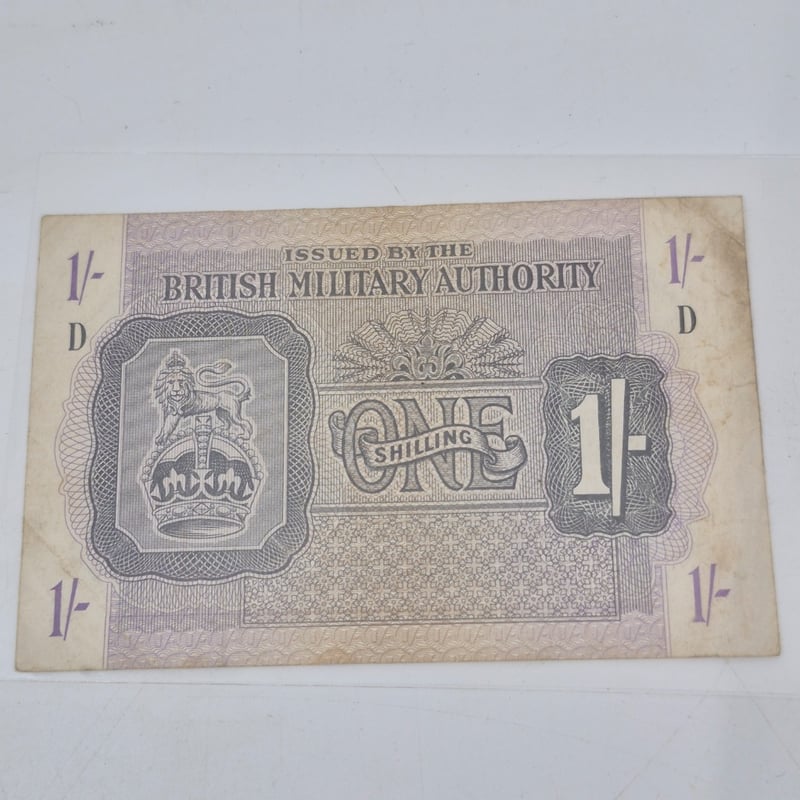 1/-
1/-
ISSUED BY THE
BRITISH MILITARY AUTHORITY
D
D
ONE
SHILLING
1/-
1/-
1/-